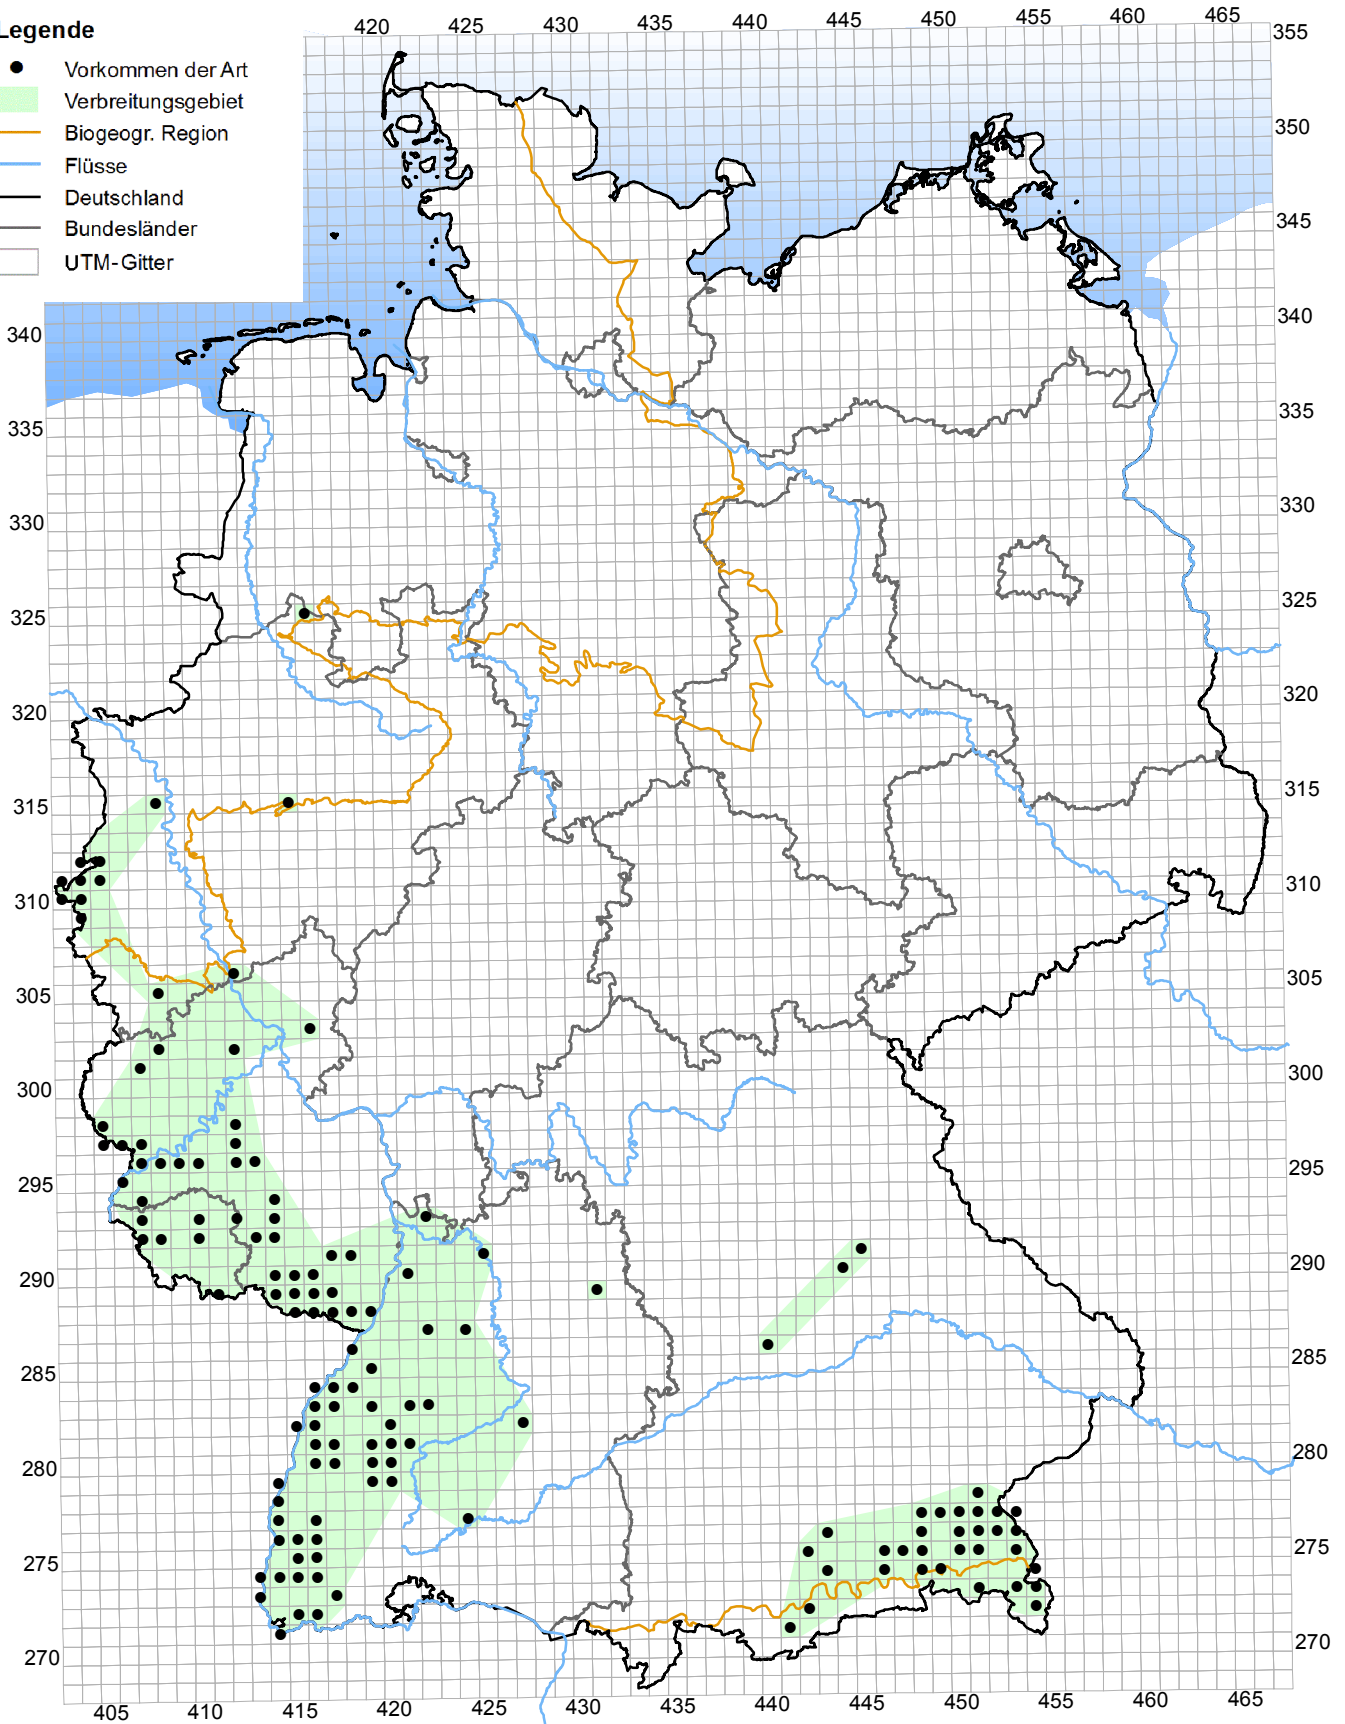 Legende
Vorkommen der Art
Verbreitungsgebiet
Biogeogr. Region
Flüsse
Deutschland
Bundesländer
UTM-Gitter
420 425 430 435 440 445 450 455 460 465
355
350
345
340 340
335 335
330 330
325 325
320 320
315 315
310 310
305 305
300 300
295 295
290 290
285 285
280 280
275 275
270 270
405 410 415 420 425 430 435 440 445 450 455 460 465